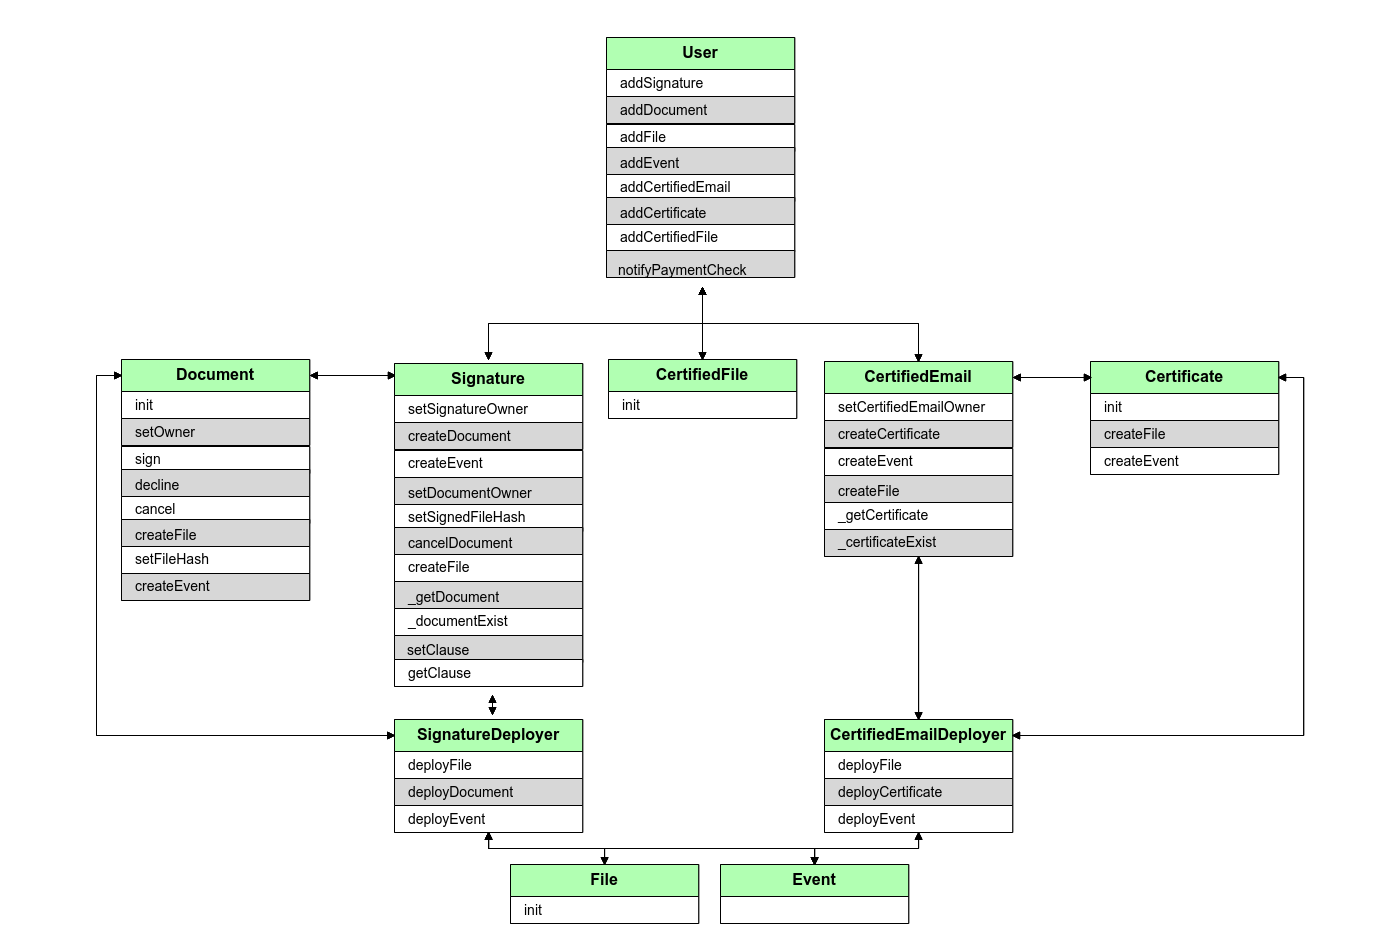 User
addSignature
addDocument
addFile
addEvent
addCertifiedEmail
addCertificate
addCertifiedFile
notifyPaymentCheck
Document
init
setOwner
sign
decline
cancel
createFile
setFileHash
createEvent
Signature
setSignatureOwner
createDocument
createEvent
setDocumentOwner
setSignedFileHash
cancelDocument
createFile
_getDocument
_documentExist
setClause
getClause
CertifiedFile
init
CertifiedEmail
setCertifiedEmailOwner
createCertificate
createEvent
createFile
_getCertificate
_certificateExist
Certificate
init
createFile
createEvent
SignatureDeployer
deployFile
deployDocument
deployEvent
CertifiedEmailDeployer
deployFile
deployCertificate
deployEvent
File
init
Event